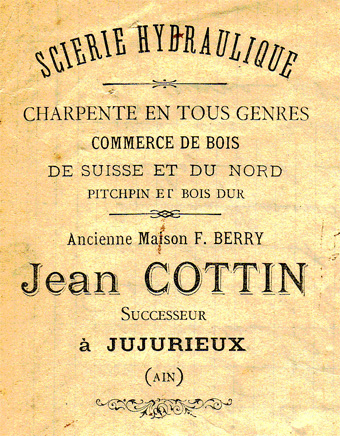 SCIERIE HYDRAULIQUE
CHARPENTE EN TOUS GENRES
COMMERCE DE BOIS
DE SUISSE ET DU NORD
PITCHPIN ET BOIS DUR
Ancienne Maison F. BERRY
Jean COTTIN
SUCCESSEUR
à JUJURIEUX
(AIN)